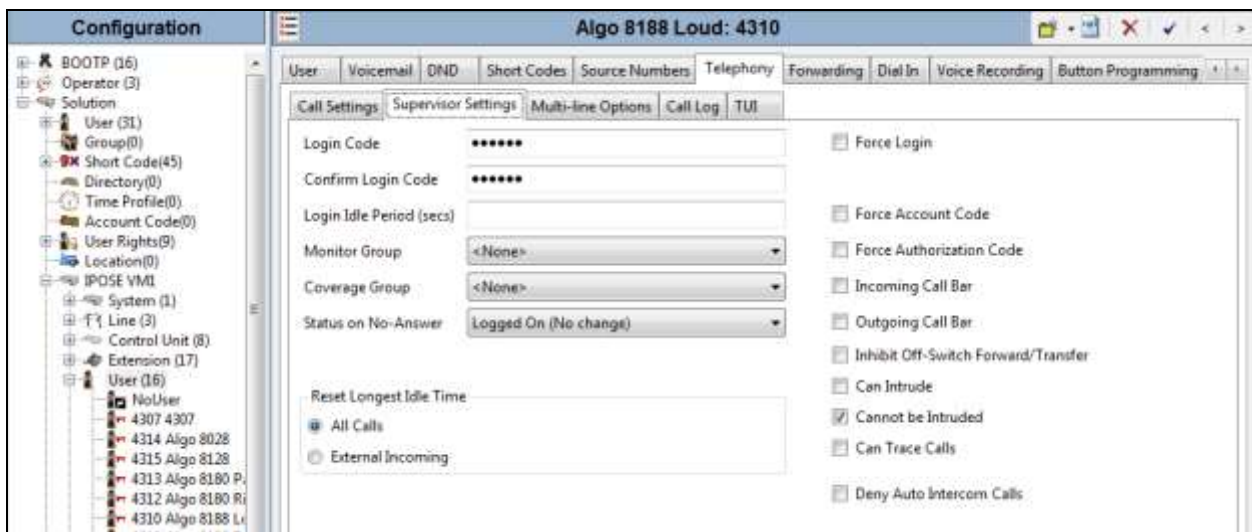 Configuration
Algo 8188 Loud: 4310
BOOTP (16)
Operator (3)
Solution
User (31)
Group(0)
Short Code(45)
Directory(0)
Time Profile(0)
Account Code(0)
User Rights(9)
Location(0)
IPOSE VM1
System (1)
Line (3)
Control Unit (8)
Extension (17)
User (16)
NoUser
4307 4307
4314 Algo 8028
4315 Algo 8128
4313 Algo 8180 P
4312 Algo 8180 Ri
4310 Algo 8188 L
User Voicemail DND Short Codes Source Numbers Telephony Forwarding Dial In Voice Recording Button Programming
Call Settings Supervisor Settings Multi-line Options Call Log TUI
Login Code ●●●●●● Force Login
Confirm Login Code ●●●●●●
Login Idle Period (secs) Force Account Code
Monitor Group <None> Force Authorization Code
Incoming Call Bar
Coverage Group <None>
Status on No-Answer Logged On (No change) Outgoing Call Bar
Inhibit Off-Switch Forward/Transfer
Can Intrude
Reset Longest Idle Time
Cannot be Intruded
All Calls
Can Trace Calls
External Incoming
Deny Auto Intercom Calls